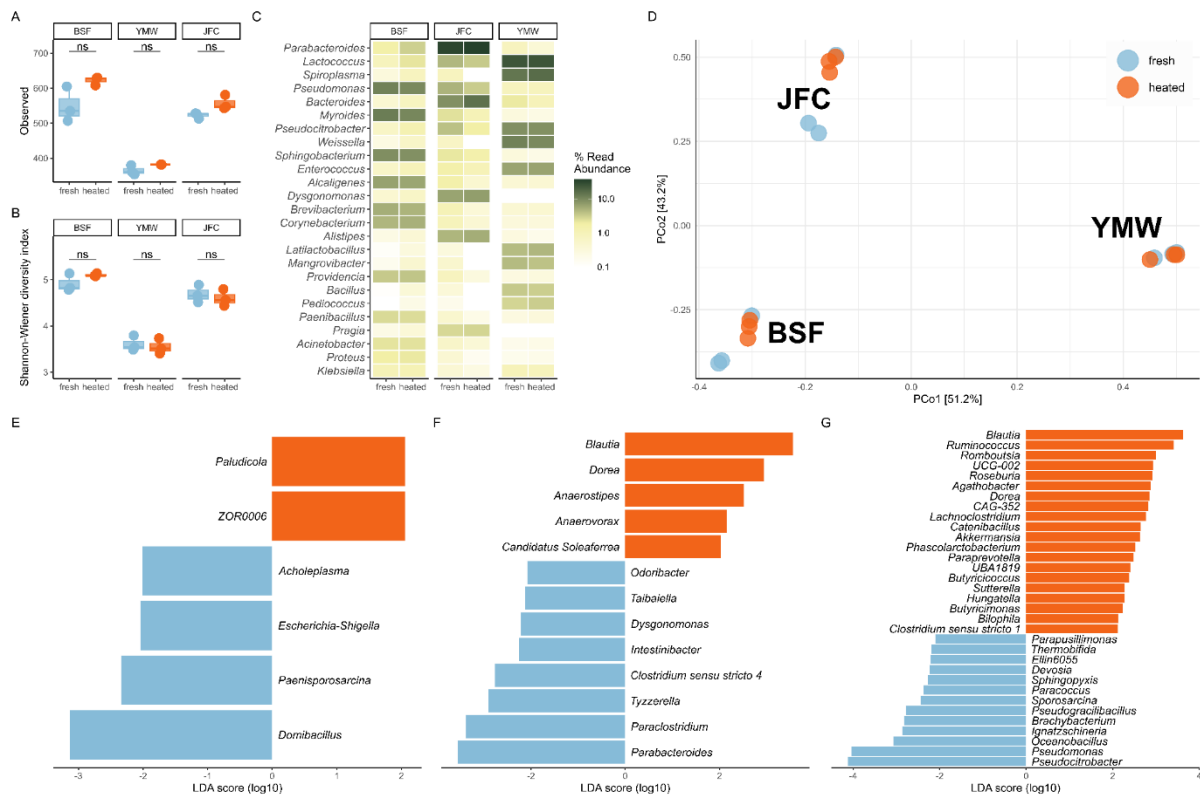 A
BSF
YMW
JFC
ns
ns
ns
700
600
500
400
Observed
fresh heated
fresh heated
fresh heated
B
BSF
YMW
JFC
ns
ns
ns
5
4
3
Shannon-Wiener diversity index
fresh heated
fresh heated
fresh heated
C
BSF
JFC
YMW
Parabacteroides
Lactococcus
Spiroplasma
Pseudomonas
Bacteroides
Myroides
Pseudocitrobacter
Weissella
Sphingobacterium
Enterococcus
Alcaligenes
Dysgonomonas
Brevibacterium
Corynebacterium
Alistipes
Latilactobacillus
Mangrovibacter
Providencia
Bacillus
Pediococcus
Paenibacillus
Pragia
Acinetobacter
Proteus
Klebsiella
fresh heated
fresh heated
fresh heated
% Read
Abundance
10.0
1.0
0.1
D
0.50
0.25
0.00
-0.25
PCo2 [43.2%]
JFC
YMW
BSF
fresh
heated
-0.4
-0.2
0.0
0.2
0.4
PCo1 [51.2%]
E
Paludicola
ZOR0006
Acholeplasma
Escherichia-Shigella
Paenisporosarcina
Domibacillus
-3
-2
-1
0
1
2
LDA score (log10}
F
Blautia
Dorea
Anaerostipes
Anaerovorax
Candidatus Soleaferrea
Odoribacter
Taibaiella
Dysgonomonas
Intestinibacter
Clostridium sensu stricto 4
Tyzzerella
Paraclostridium
Parabacteroides
-2
0
2
LDA score (log10}
G
Blautia
Ruminococcus
Romboutsia
UCG-002
Roseburia
Agathobacter
Dorea
CAG-352
Lachnoclostridium
Catenibacillus
Akkermansia
Phascolarctobacterium
Paraprevotella
UBA1819
Butyricicoccus
Sutterella
Hungatella
Butyricimonas
Bilophila
Clostridium sensu stricto 1
Parapusillimonas
Thermobifida
Ellin6055
Devosia
Sphingopyxis
Paracoccus
Sporosarcina
Pseudogracilibacillus
Brachybacterium
Ignatzschineria
Oceanobacillus
Pseudomonas
Pseudocitrobacter
-4
-2
0
2
4
LDA score (log10}